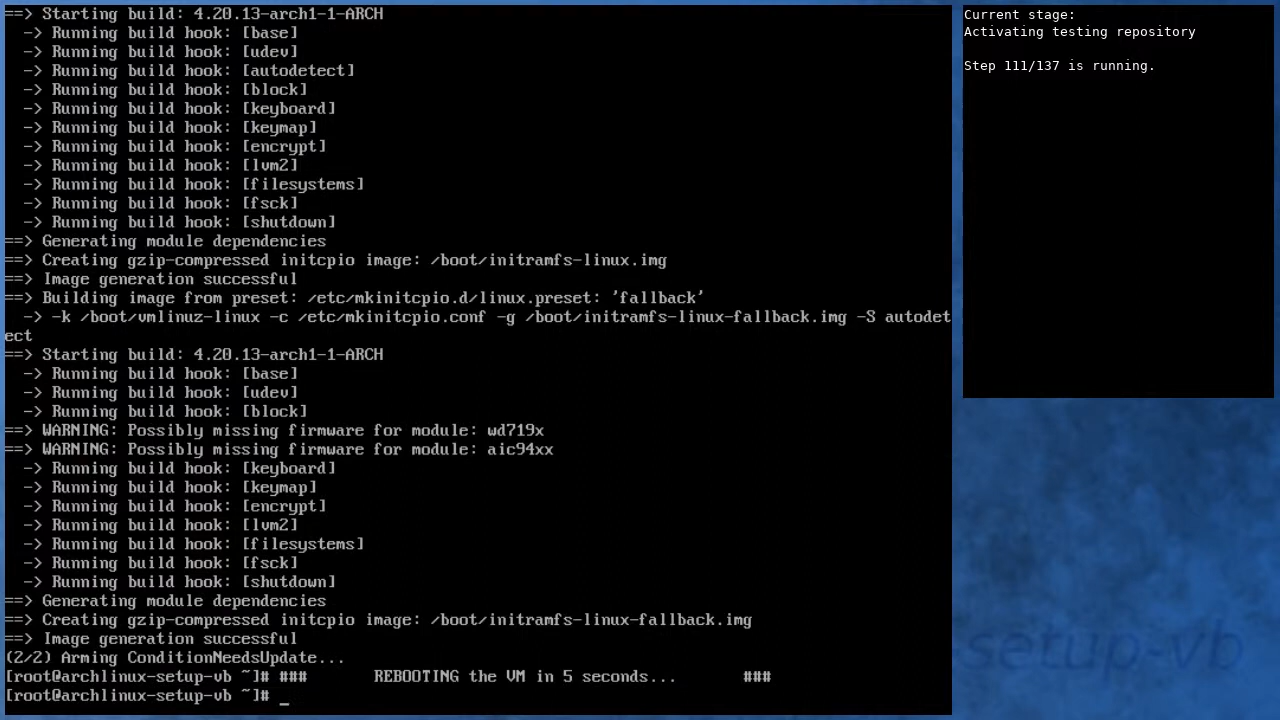 ==> Starting build: 4.20.13-arch1-1-ARCH
  -> Running build hook: [base]
  -> Running build hook: [udev]
  -> Running build hook: [autodetect]
  -> Running build hook: [block]
  -> Running build hook: [keyboard]
  -> Running build hook: [keymap]
  -> Running build hook: [encrypt]
  -> Running build hook: [lvm2]
  -> Running build hook: [filesystems]
  -> Running build hook: [fsck]
  -> Running build hook: [shutdown]
==> Generating module dependencies
==> Creating gzip-compressed initcpio image: /boot/initramfs-linux.img
==> Image generation successful
==> Building image from preset: /etc/mkinitcpio.d/linux.preset: 'fallback'
  -> -k /boot/vmlinuz-linux -c /etc/mkinitcpio.conf -g /boot/initramfs-linux-fallback.img -S autodet
ect
==> Starting build: 4.20.13-arch1-1-ARCH
  -> Running build hook: [base]
  -> Running build hook: [udev]
  -> Running build hook: [block]
==> WARNING: Possibly missing firmware for module: wd719x
==> WARNING: Possibly missing firmware for module: aic94xx
  -> Running build hook: [keyboard]
  -> Running build hook: [keymap]
  -> Running build hook: [encrypt]
  -> Running build hook: [lvm2]
  -> Running build hook: [filesystems]
  -> Running build hook: [fsck]
  -> Running build hook: [shutdown]
==> Generating module dependencies
==> Creating gzip-compressed initcpio image: /boot/initramfs-linux-fallback.img
==> Image generation successful
(2/2) Arming ConditionNeedsUpdate...
[root@archlinux-setup-vb ~]# ###       REBOOTING the VM in 5 seconds...       ###
[root@archlinux-setup-vb ~]# _
Current stage:
Activating testing repository
Step 111/137 is running.
setup-vb